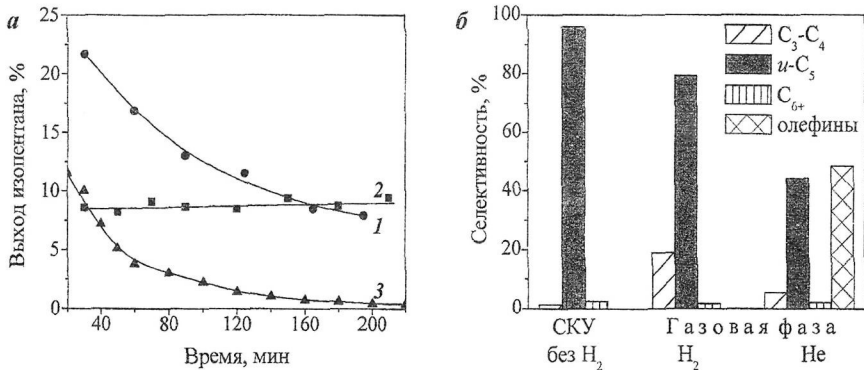 а
Выход изопентана, %
25
20
15
10
5
0
2
1
3
40
80
120
160
200
Время, мин
б
Селективность, %
100
80
60
40
20
0
C₃-C₄
и-C₅
C₆₊
олефины
СКУ
без H₂
Газовая фаза
H₂
He